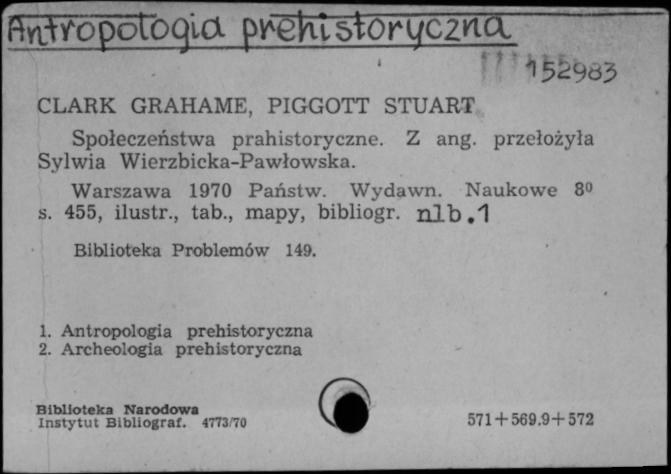 Antropologia prehistoryczna
152983
CLARK GRAHAME, PIGGOTT STUART
Społeczeństwa prahistoryczne. Z ang. przełożyła
Sylwia Wierzbicka-Pawłowska.
Warszawa 1970 Państw. Wydawn. Naukowe 8⁰
s. 455, ilustr., tab., mapy, bibliogr. nlb.1
Biblioteka Problemów 149.
1. Antropologia prehistoryczna
2. Archeologia prehistoryczna
Biblioteka Narodowa
Instytut Bibliograf. 4773/70
571+569.9+572